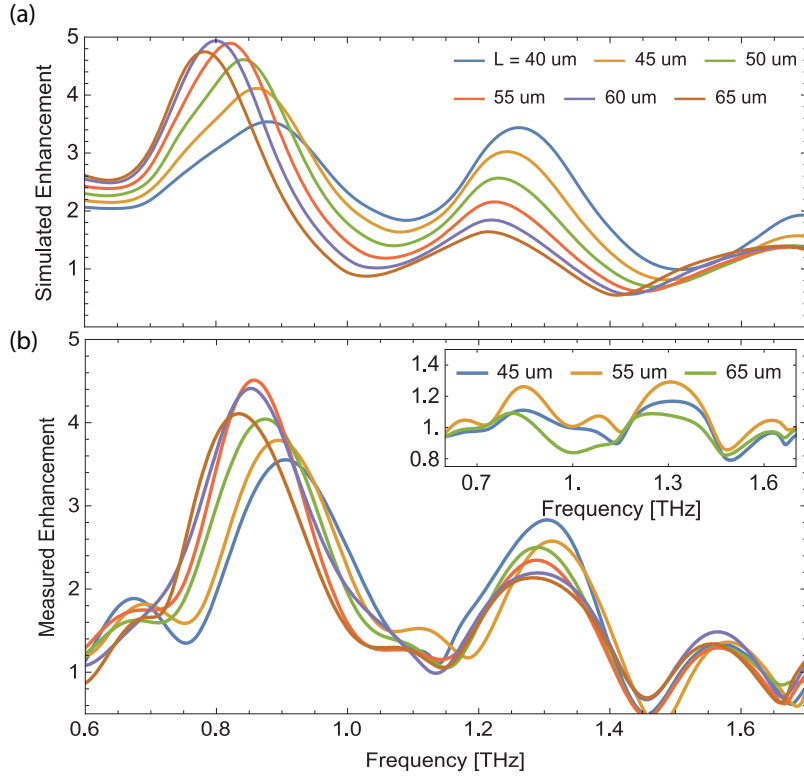 (a)
5
4
3
2
1
Simulated Enhancement
L = 40 um 45 um 50 um
55 um 60 um 65 um
(b)
5
4
3
2
1
Measured Enhancement
1.4
1.2
1.
0.8
45 um 55 um 65 um
0.7 1. 1.3 1.6
Frequency [THz]
0.6 0.8 1.0 1.2 1.4 1.6
Frequency [THz]